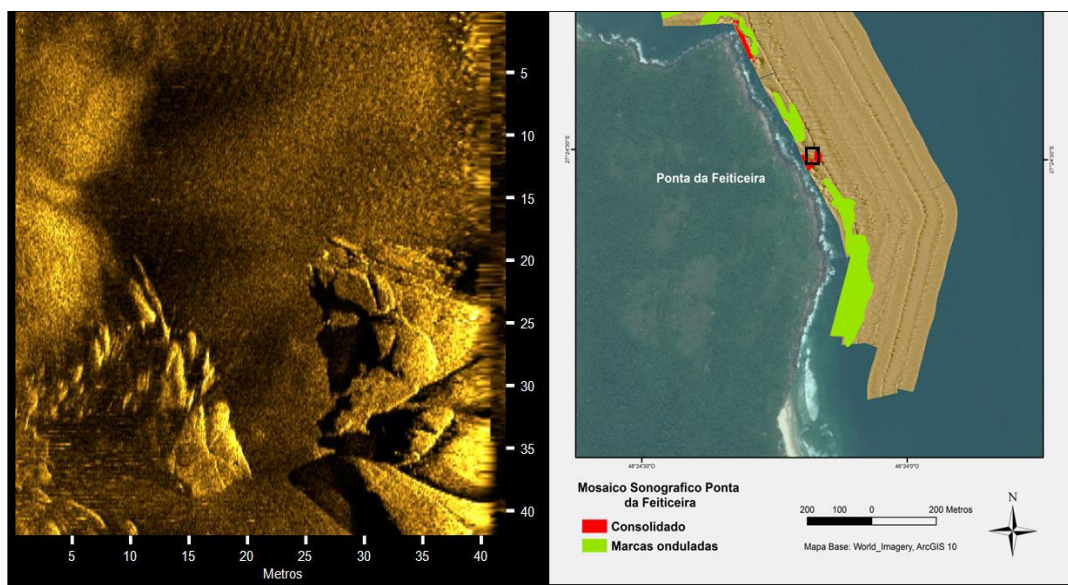 5
10
15
20
25
30
35
40
5
10
15
20
25
30
35
40
Metros
27°24'30"S
27°24'30"S
Ponta da Feiticeira
48°24'30"O
48°24'0"O
Mosaico Sonografico Ponta
da Feiticeira
Consolidado
Marcas onduladas
200 100 0 200 Metros
Mapa Base: World_Imagery, ArcGIS 10
N